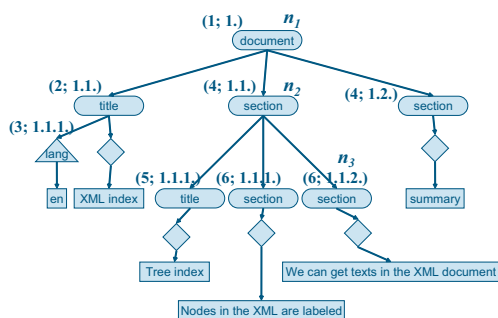 (1; 1.) n1
document
(2; 1.1.) (4; 1.1.) n2 (4; 1.2.)
title section section
(3; 1.1.1.)
lang
(5; 1.1.1.) (6; 1.1.1.) (6; 1.1.2.) n3
en XML index title section section summary
Tree index We can get texts in the XML document
Nodes in the XML are labeled